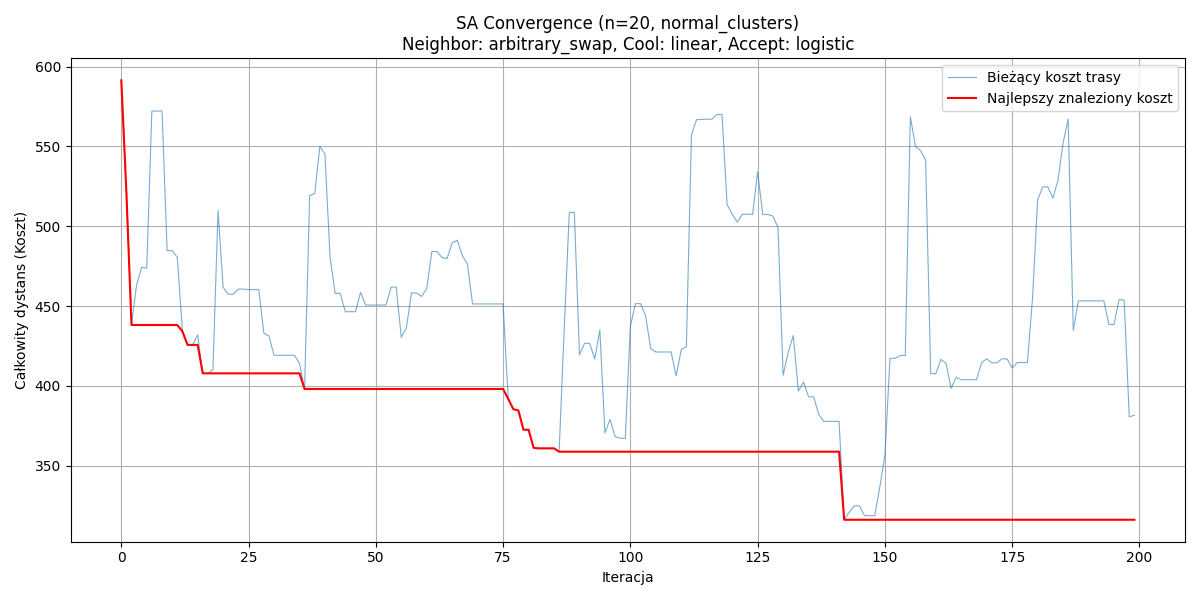 SA Convergence (n=20, normal_clusters)
Neighbor: arbitrary_swap, Cool: linear, Accept: logistic
Bieżący koszt trasy
Najlepszy znaleziony koszt
Całkowity dystans (Koszt)
600
550
500
450
400
350
0
25
50
75
100
125
150
175
200
Iteracja